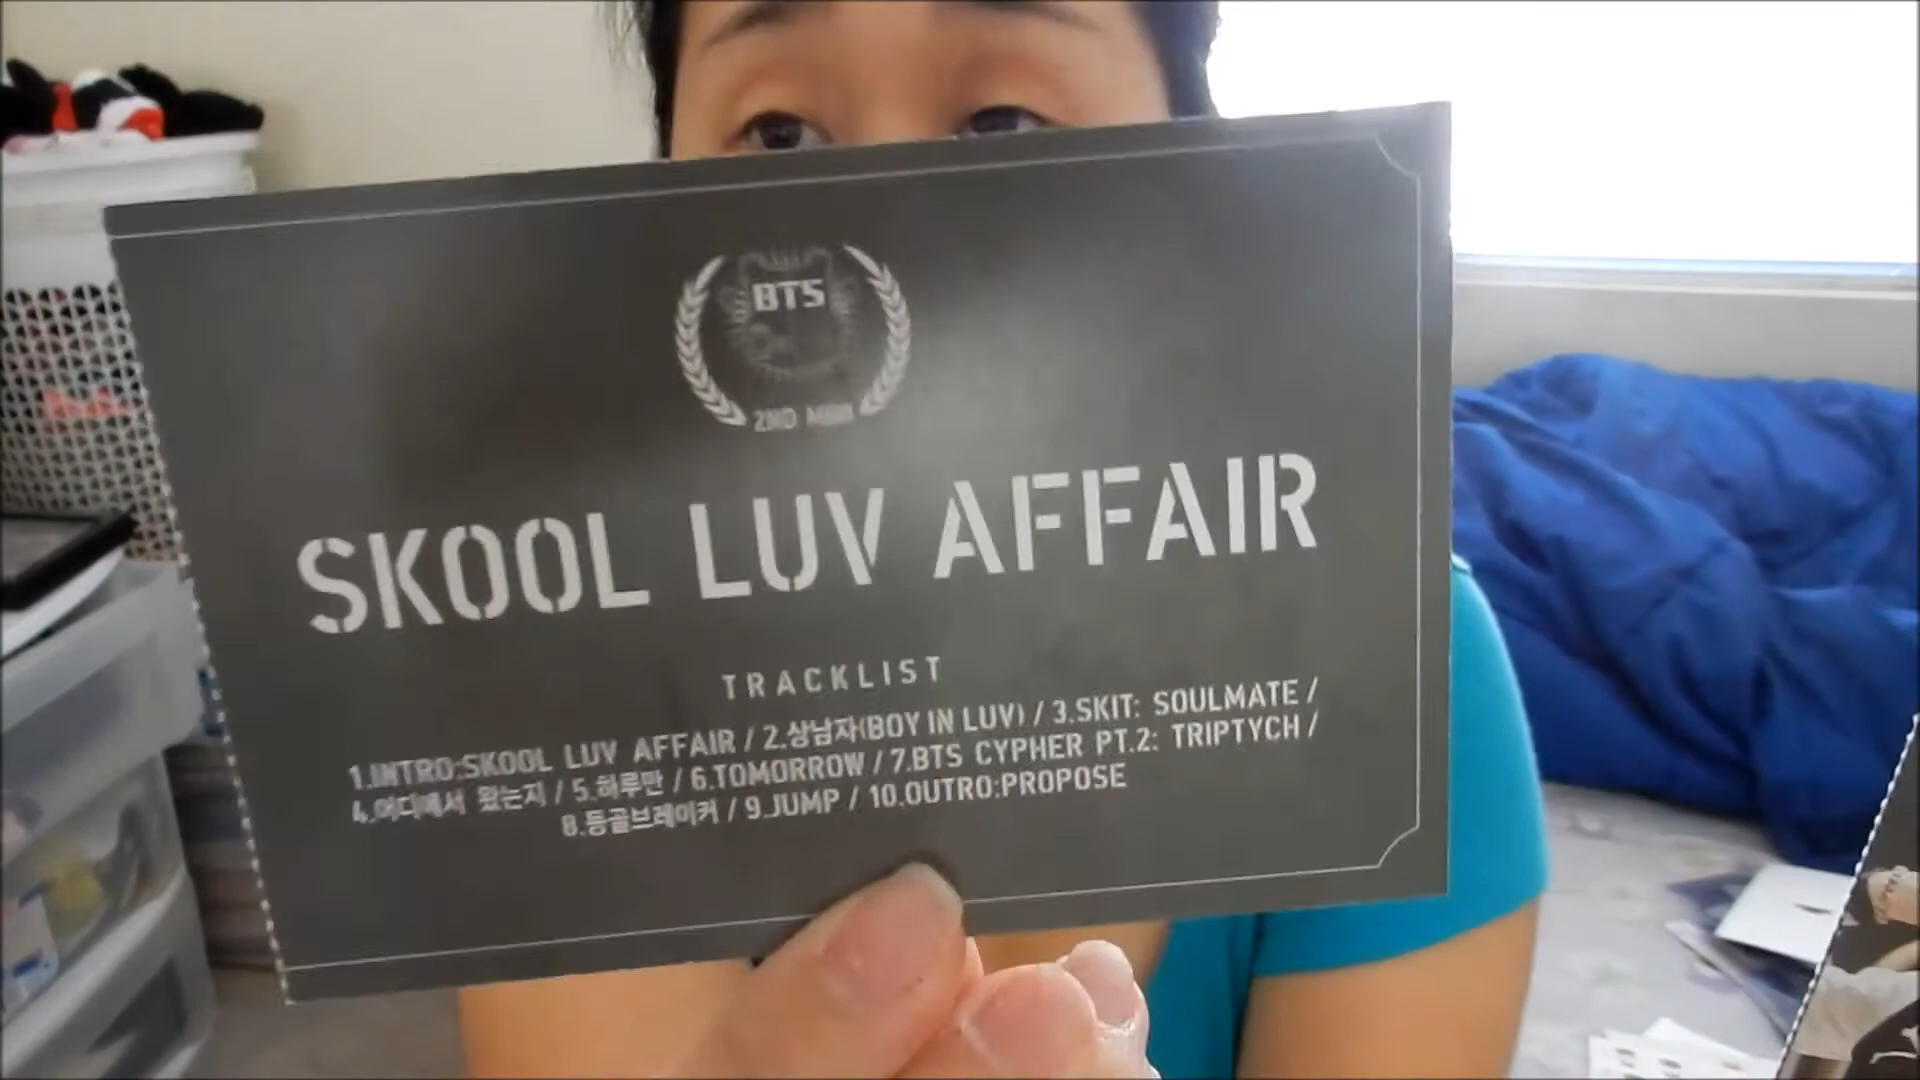 BTS
2ND MINI
SKOOL LUV AFFAIR
TRACKLIST
1.INTRO:SKOOL LUV AFFAIR / 2.상남자(BOY IN LUV) / 3.SKIT: SOULMATE /
4.어디에서 왔는지 / 5.하루만 / 6.TOMORROW / 7.BTS CYPHER PT.2: TRIPTYCH /
8.등골브레이커 / 9.JUMP / 10.OUTRO:PROPOSE